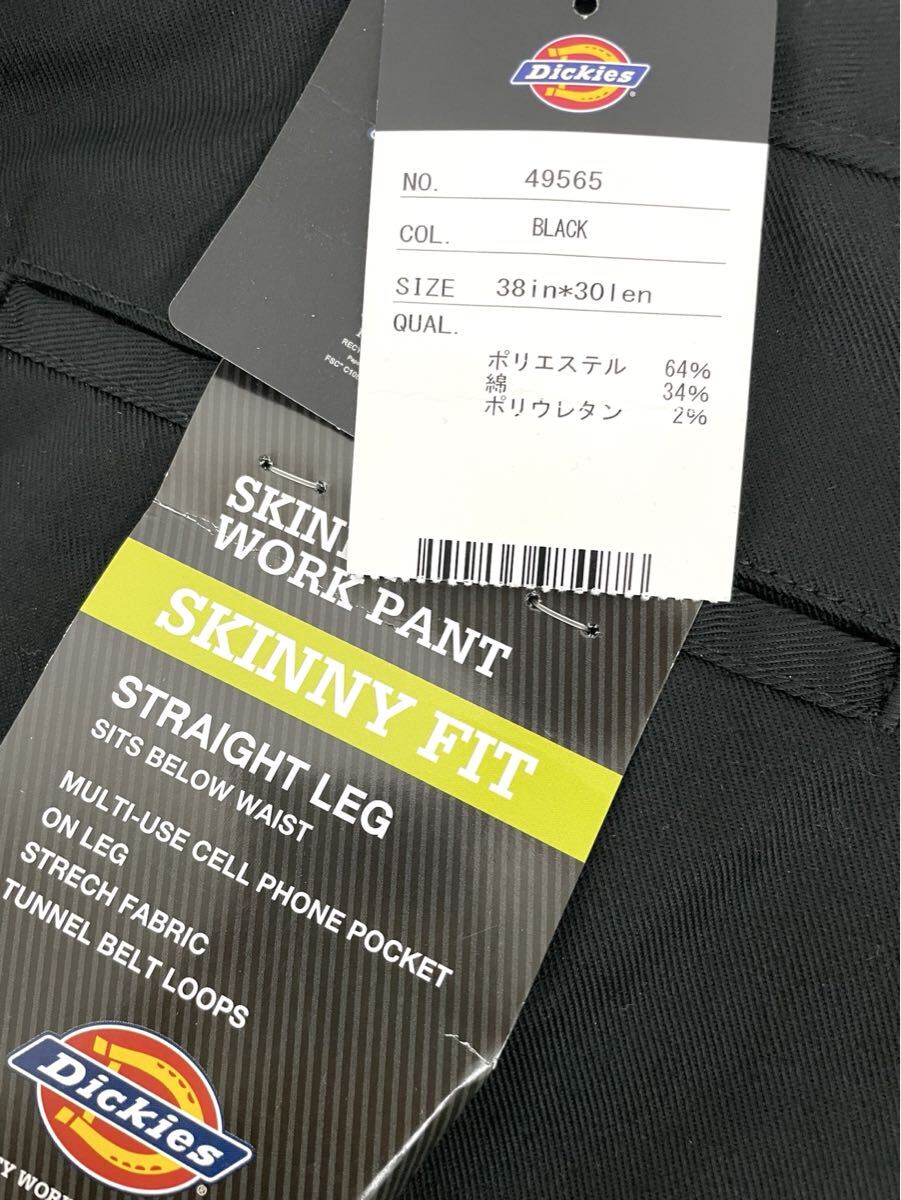 Dickies
NO. 49565
COL. BLACK
SIZE 38in*30len
QUAL.
ポリエステル 64%
綿 34%
ポリウレタン 2%
FSC® C10
WORK PANT
SKINNY FIT
STRAIGHT LEG
SITS BELOW WAIST
MULTI-USE CELL PHONE POCKET
ON LEG
STRECH FABRIC
TUNNEL BELT LOOPS
Dickies